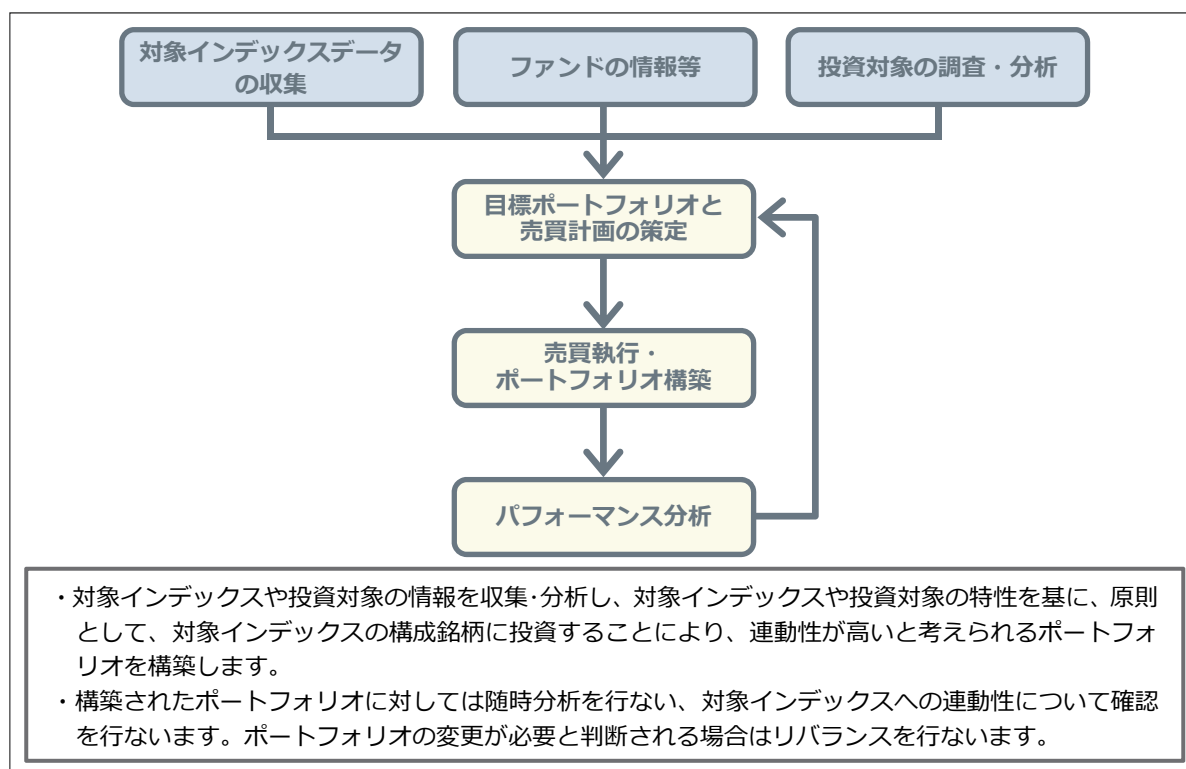 対象インデックスデータ
の収集
ファンドの情報等
投資対象の調査・分析
目標ポートフォリオと
売買計画の策定
売買執行・
ポートフォリオ構築
パフォーマンス分析
・対象インデックスや投資対象の情報を収集･分析し、対象インデックスや投資対象の特性を基に、原則
として、対象インデックスの構成銘柄に投資することにより、連動性が高いと考えられるポートフォ
リオを構築します。
・構築されたポートフォリオに対しては随時分析を行ない、対象インデックスへの連動性について確認
を行ないます。ポートフォリオの変更が必要と判断される場合はリバランスを行ないます。